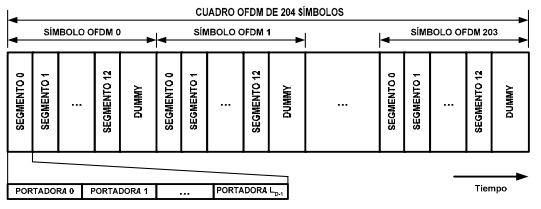 CUADRO OFDM DE 204 SÍMBOLOS
SÍMBOLO OFDM 0
SÍMBOLO OFDM 1
SÍMBOLO OFDM 203
SEGMENTO 0
SEGMENTO 1
...
SEGMENTO 12
DUMMY
SEGMENTO 0
SEGMENTO 1
...
SEGMENTO 12
DUMMY
...
SEGMENTO 0
SEGMENTO 1
...
SEGMENTO 12
DUMMY
PORTADORA 0
PORTADORA 1
...
PORTADORA LD-1
Tiempo